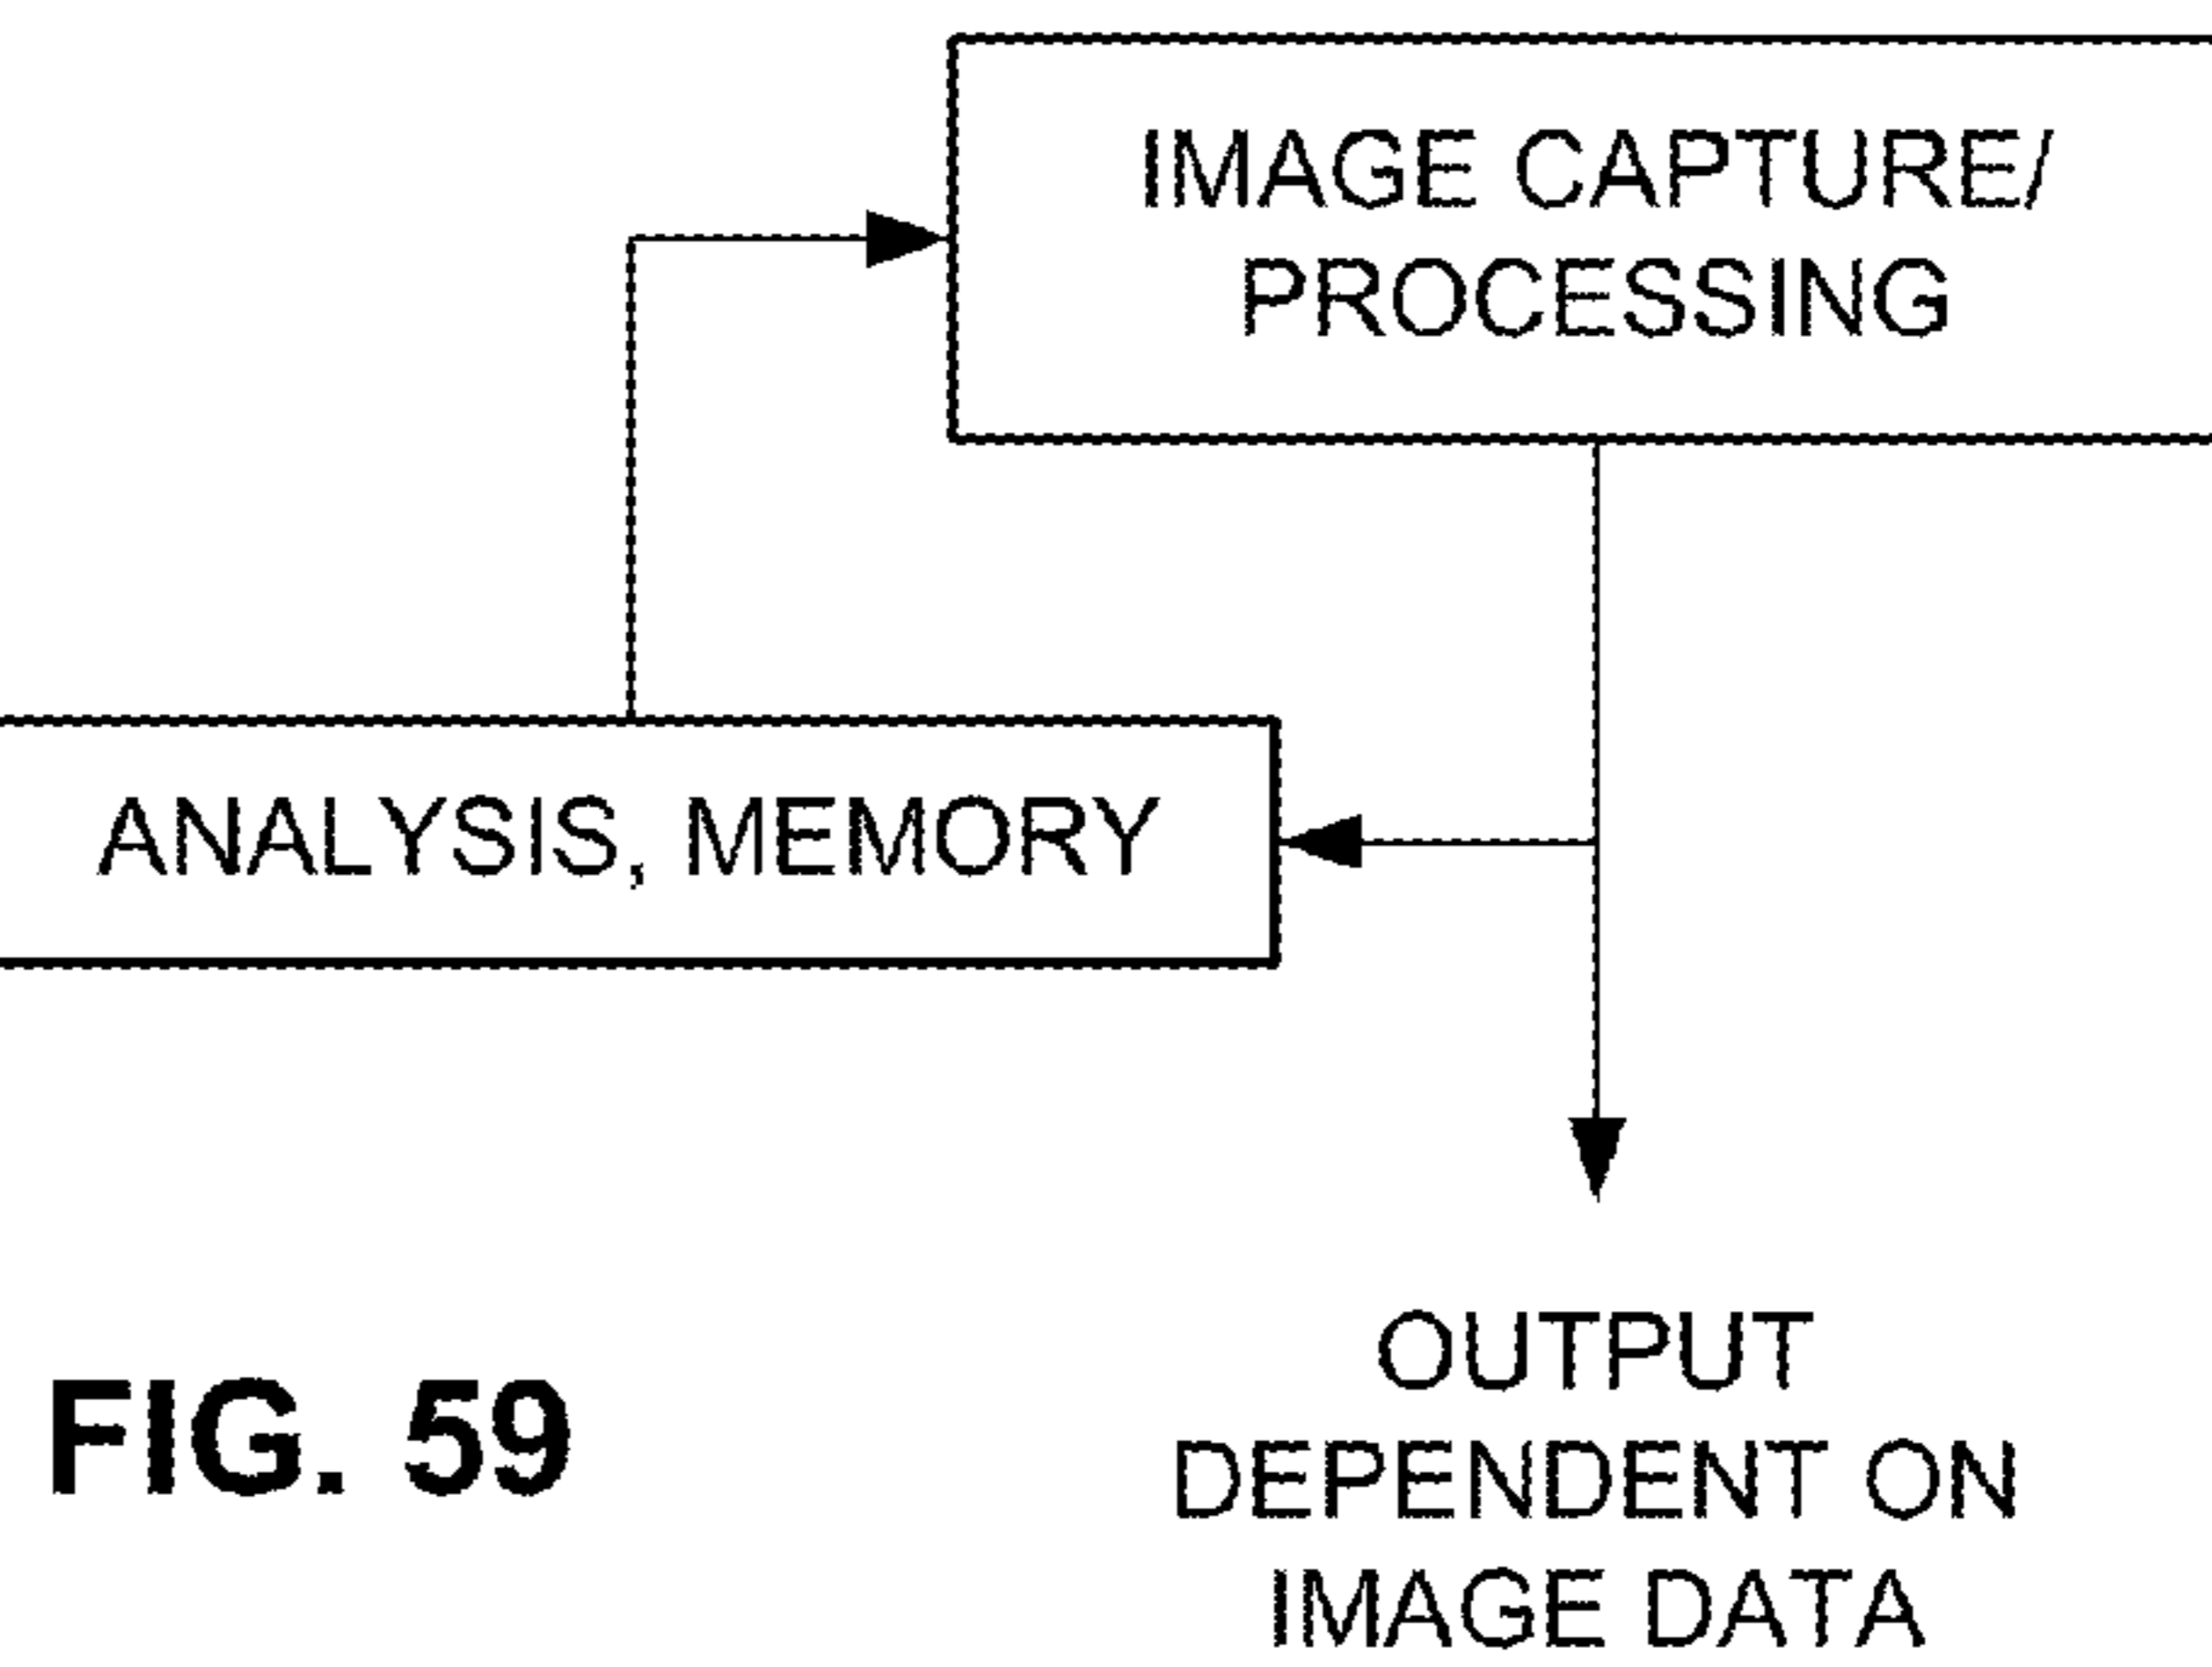 IMAGE CAPTURE/
PROCESSING
ANALYSIS, MEMORY
OUTPUT
DEPENDENT ON
IMAGE DATA
FIG. 59